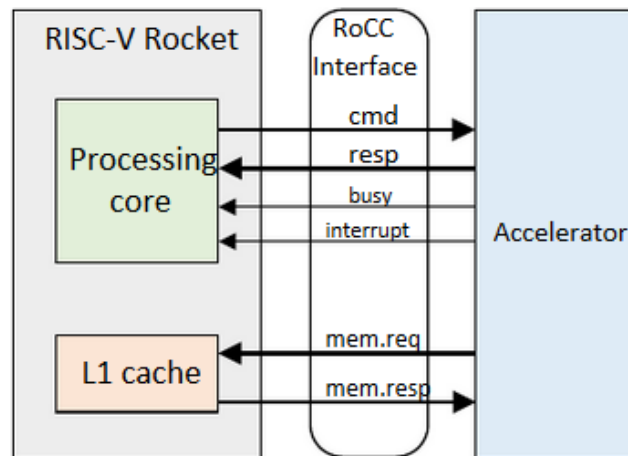 RISC-V Rocket
RoCC
Interface
Processing
core
cmd
resp
busy
interrupt
Accelerator
L1 cache
mem.req
mem.resp